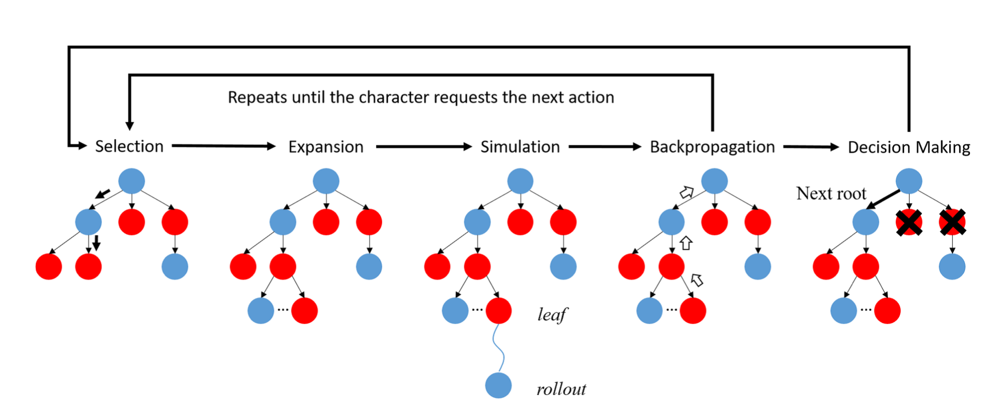 Repeats until the character requests the next action
Selection
Expansion
Simulation
Backpropagation
Decision Making
Next root
...
...
...
...
leaf
rollout